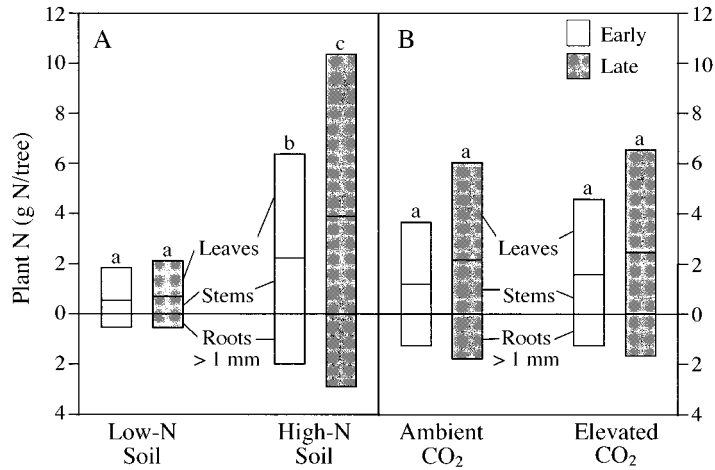 12
10
8
6
4
2
0
2
4
Plant N (g N/tree)
A
a
a
b
c
Leaves
Stems
Roots
> 1 mm
Low-N
Soil
High-N
Soil
B
Early
Late
a
a
a
a
Leaves
Stems
Roots
> 1 mm
Ambient
CO₂
Elevated
CO₂
12
10
8
6
4
2
0
2
4